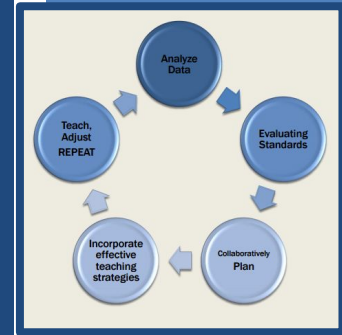 Analyze
Data
Evaluating
Standards
Collaboratively
Plan
Incorporate
effective
teaching
strategies
Teach,
Adjust
REPEAT